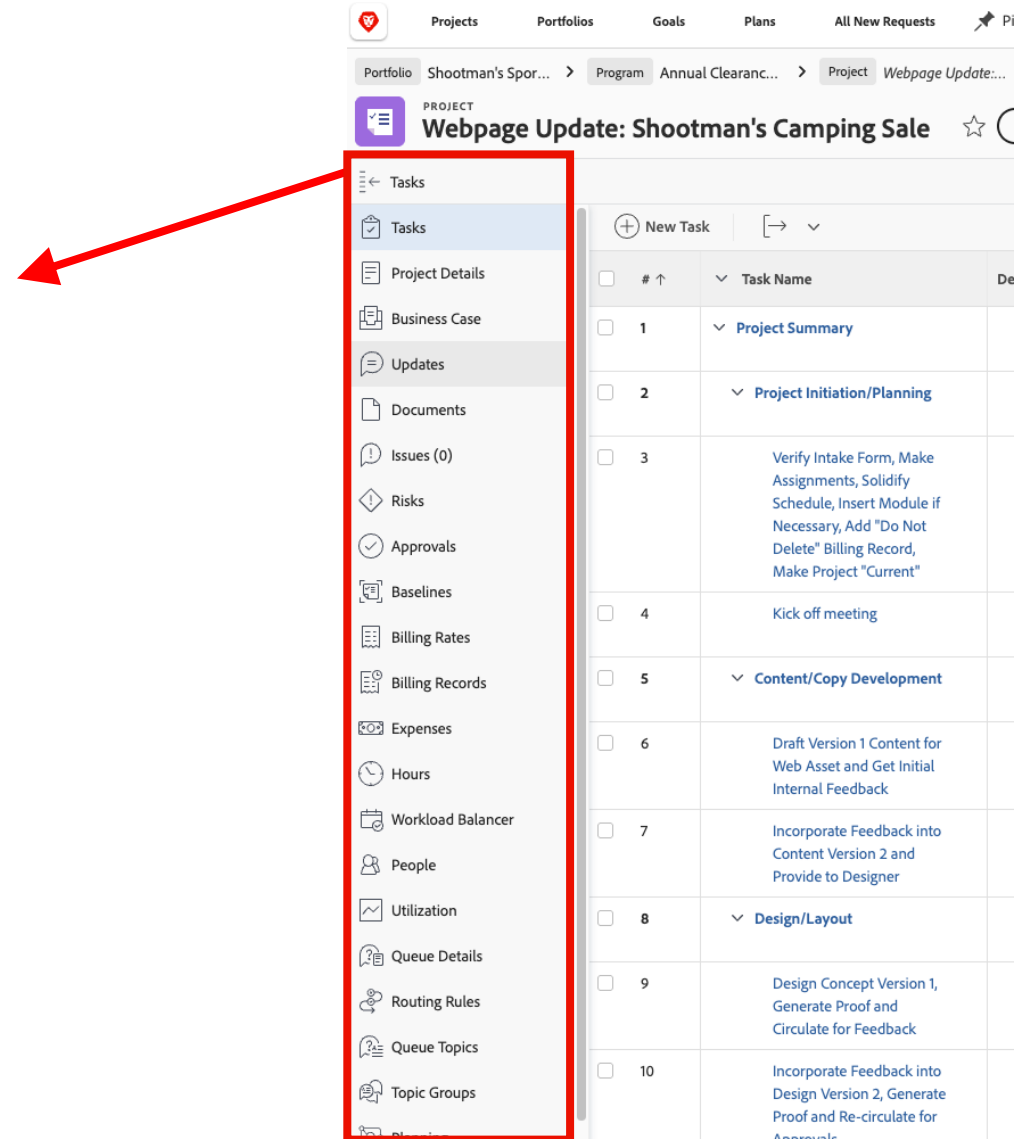 Projects Portfolios Goals Plans All New Requests Pi
Portfolio Shootman's Spor... > Program Annual Clearanc... > Project Webpage Update:...
PROJECT
Webpage Update: Shootman's Camping Sale
Tasks
Tasks
Project Details
Business Case
Updates
Documents
Issues (0)
Risks
Approvals
Baselines
Billing Rates
Billing Records
Expenses
Hours
Workload Balancer
People
Utilization
Queue Details
Routing Rules
Queue Topics
Topic Groups
Planning
New Task
# ↑ Task Name De
1 Project Summary
2 Project Initiation/Planning
3 Verify Intake Form, Make
Assignments, Solidify
Schedule, Insert Module if
Necessary, Add "Do Not
Delete" Billing Record,
Make Project "Current"
4 Kick off meeting
5 Content/Copy Development
6 Draft Version 1 Content for
Web Asset and Get Initial
Internal Feedback
7 Incorporate Feedback into
Content Version 2 and
Provide to Designer
8 Design/Layout
9 Design Concept Version 1,
Generate Proof and
Circulate for Feedback
10 Incorporate Feedback into
Design Version 2, Generate
Proof and Re-circulate for
Approvals